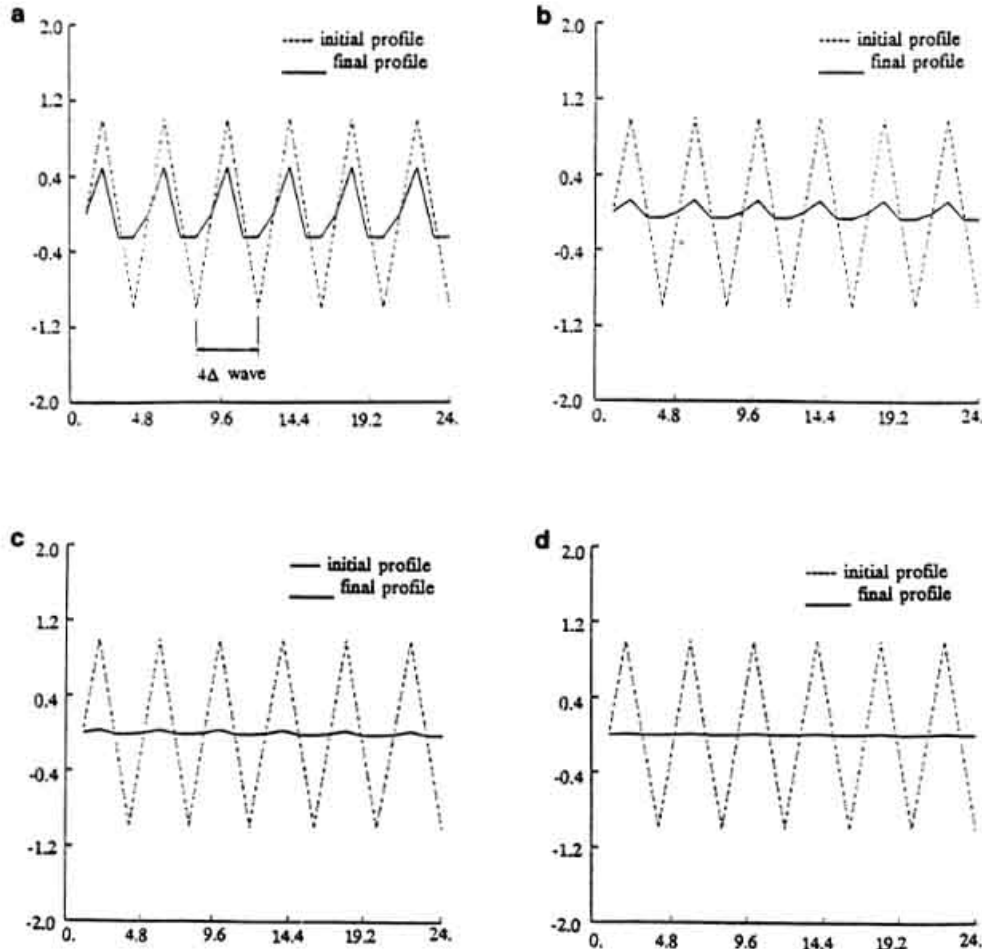 a
2.0
initial profile
final profile
1.2
0.4
-0.4
-1.2
4Δ wave
-2.0
0. 4.8 9.6 14.4 19.2 24.
b
2.0
initial profile
final profile
1.2
0.4
-0.4
-1.2
-2.0
0. 4.8 9.6 14.4 19.2 24.
c
2.0
initial profile
final profile
1.2
0.4
-0.4
-1.2
-2.0
0. 4.8 9.6 14.4 19.2 24.
d
2.0
initial profile
final profile
1.2
0.4
-0.4
-1.2
-2.0
0. 4.8 9.6 14.4 19.2 24.